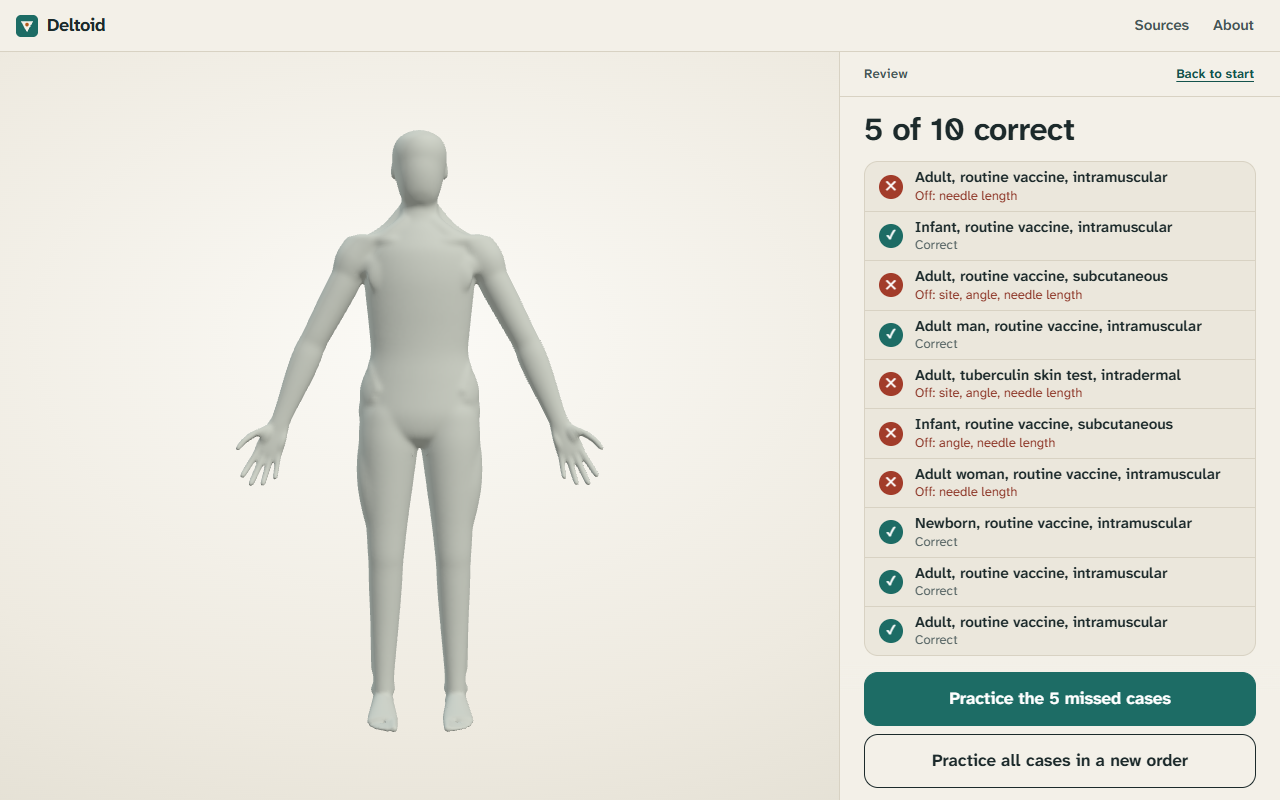 Deltoid
Sources
About
Review
Back to start
5 of 10 correct
Adult, routine vaccine, intramuscular
Off: needle length
Infant, routine vaccine, intramuscular
Correct
Adult, routine vaccine, subcutaneous
Off: site, angle, needle length
Adult man, routine vaccine, intramuscular
Correct
Adult, tuberculin skin test, intradermal
Off: site, angle, needle length
Infant, routine vaccine, subcutaneous
Off: angle, needle length
Adult woman, routine vaccine, intramuscular
Off: needle length
Newborn, routine vaccine, intramuscular
Correct
Adult, routine vaccine, intramuscular
Correct
Adult, routine vaccine, intramuscular
Correct
Practice the 5 missed cases
Practice all cases in a new order